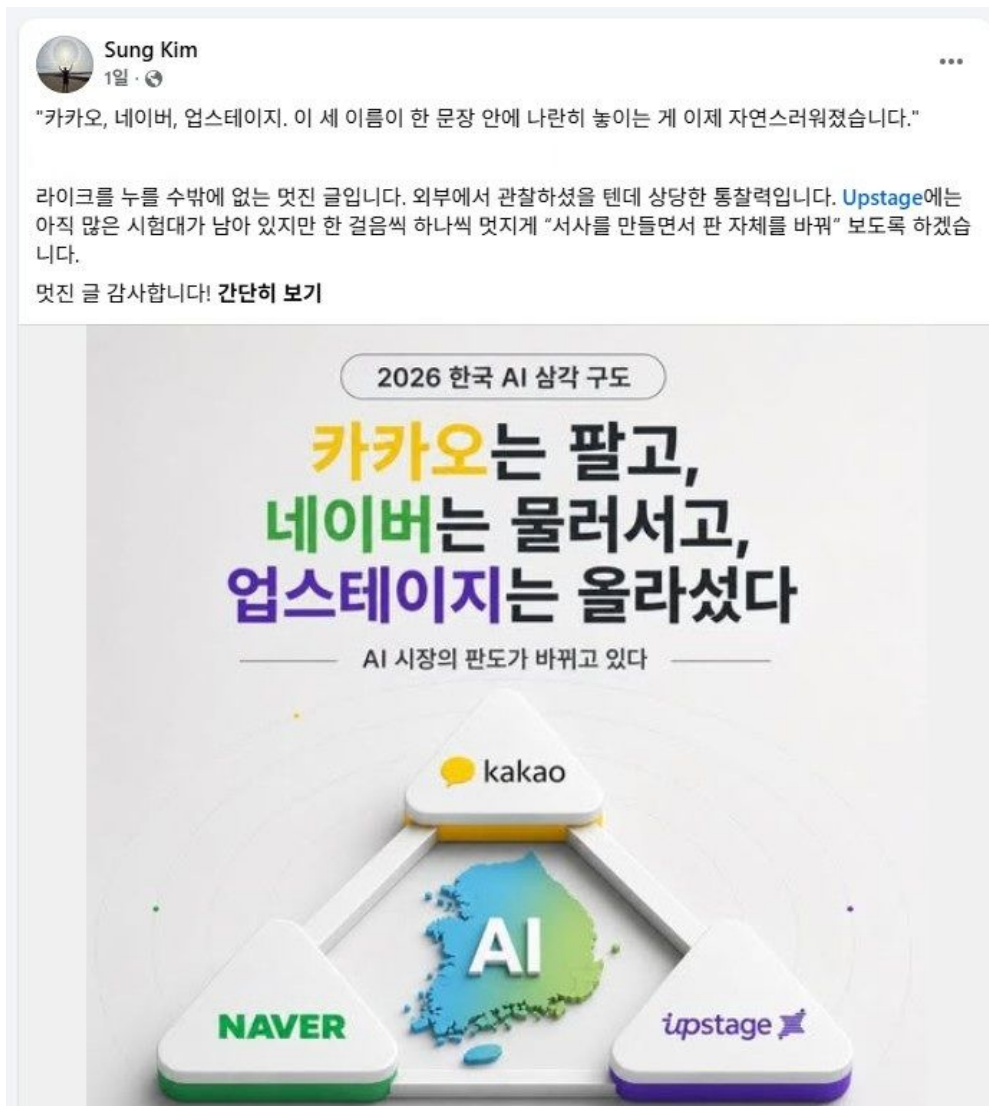 Sung Kim
1일 ·
"카카오, 네이버, 업스테이지. 이 세 이름이 한 문장 안에 나란히 놓이는 게 이제 자연스러워졌습니다."
라이크를 누를 수밖에 없는 멋진 글입니다. 외부에서 관찰하셨을 텐데 상당한 통찰력입니다. Upstage에는
아직 많은 시험대가 남아 있지만 한 걸음씩 하나씩 멋지게 “서사를 만들면서 판 자체를 바꿔” 보도록 하겠습
니다.
멋진 글 감사합니다! 간단히 보기
2026 한국 AI 삼각 구도
카카오는 팔고,
네이버는 물러서고,
업스테이지는 올라섰다
AI 시장의 판도가 바뀌고 있다
kakao
AI
NAVER
upstage